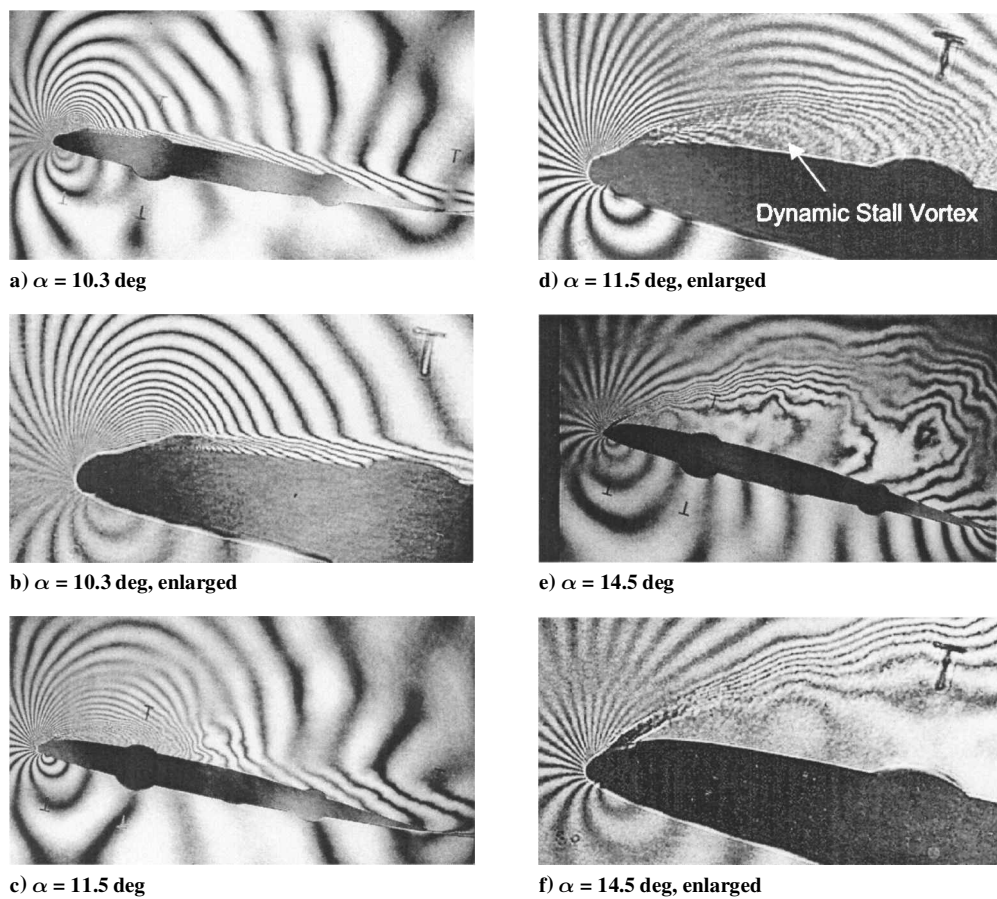 a) α = 10.3 deg
b) α = 10.3 deg, enlarged
c) α = 11.5 deg
Dynamic Stall Vortex
d) α = 11.5 deg, enlarged
e) α = 14.5 deg
f) α = 14.5 deg, enlarged